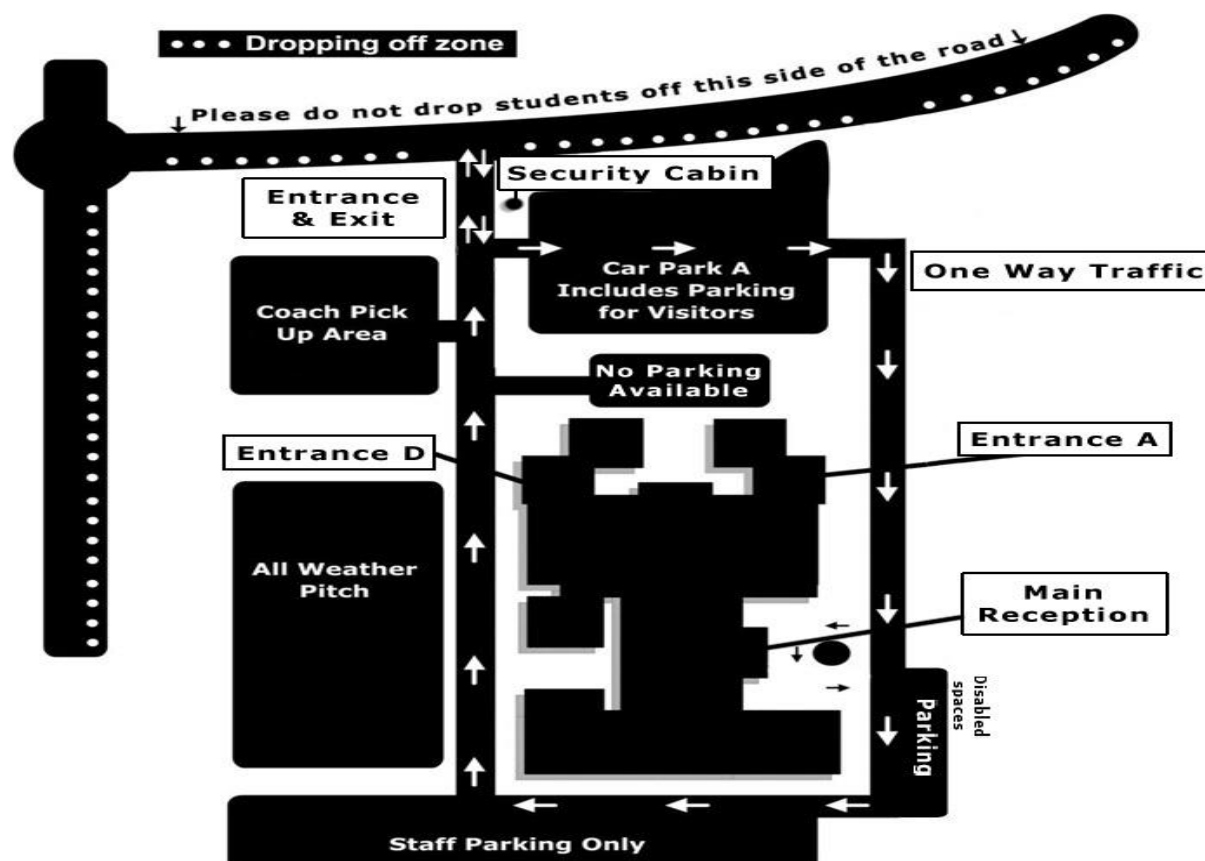 Dropping off zone
Please do not drop students off this side of the road
Security Cabin
Entrance
& Exit
Car Park A
Includes Parking
for Visitors
One Way Traffic
Coach Pick
Up Area
No Parking
Available
Entrance D
Entrance A
All Weather
Pitch
Main
Reception
Parking
Disabled
spaces
Staff Parking Only